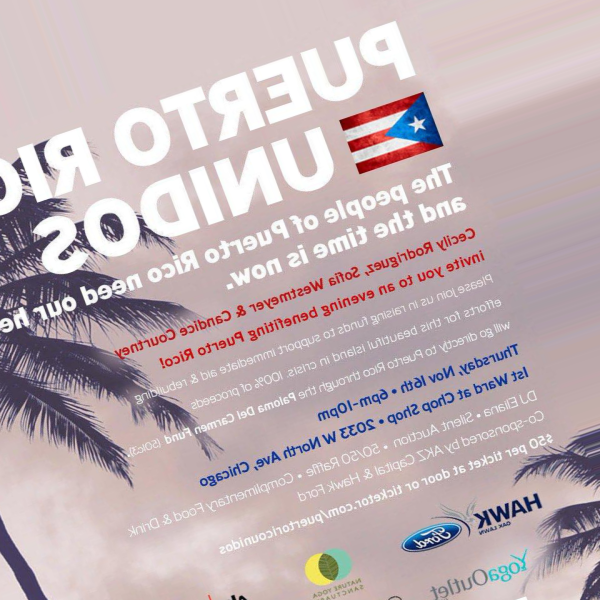 PUERTO RIC
UNIDOS
The people of Puerto Rico need our he
and the time is now.
Cecily Rodriguez, Sofia Westmeyer & Candice Courtney
invite you to an evening benefiting Puerto Rico!
Please join us in raising funds to support immediate aid & rebuilding
efforts for this beautiful island in crisis. 100% of proceeds
will go directly to Puerto Rico through the Paloma Del Carmen Fund (501c3).
Thursday, Nov 16th • 6pm-10pm
1st Ward at Chop Shop • 2033 W North Ave, Chicago
DJ Eliana • Silent Auction • 50/50 Raffle • Complimentary Food & Drink
Co-sponsored by AKZ Capital & Hawk Ford
$50 per ticket at door or ticketor.com/puertoricounidos
HAWK
OAK LAWN
Ford
YogaOutlet
NATURE YOGA
SANCTUARY